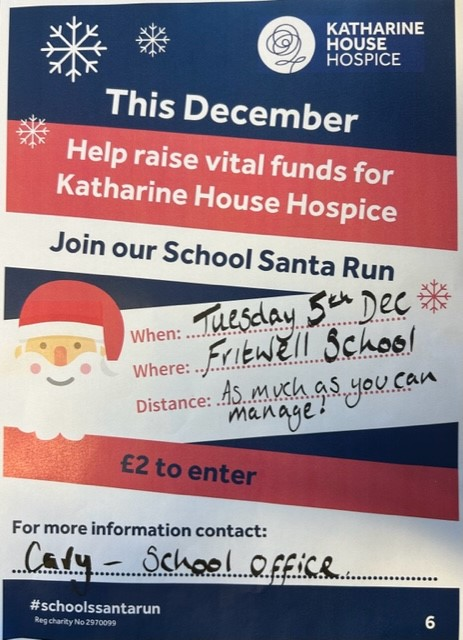 KATHARINE
HOUSE
HOSPICE
This December
Help raise vital funds for
Katharine House Hospice
Join our School Santa Run
When: Tuesday 5th Dec
Where: Fritwell School
Distance: As much as you can
manage!
£2 to enter
For more information contact:
Cary – School Office.
#schoolssantarun
Reg charity No 2970099
6